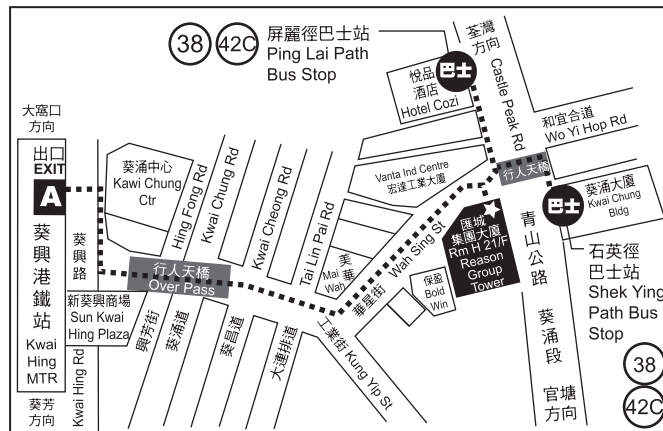 38
42C
屏麗徑巴士站
Ping Lai Path
Bus Stop
荃灣
方向
Castle Peak Rd
巴士
悅品
酒店
Hotel Cozi
和宜合道
Wo Yi Hop Rd
大窩口
方向
出口
EXIT
A
葵興港鐵站
Kwai
Hing
MTR
葵芳
方向
葵涌中心
Kawi Chung
Ctr
葵興路
Kwai Hing Rd
新葵興商場
Sun Kwai
Hing Plaza
Hing Fong Rd
興芳街
Kwai Chung Rd
葵涌道
Kwai Cheong Rd
葵昌道
Tai Lin Pai Rd
大連排道
行人天橋
Over Pass
Vanta Ind Centre
宏達工業大廈
美華
Mai
Wah
Wah Sing St
華星街
工業街 Kung Yip St
保盈
Bold
Win
匯城
集團大廈
Rm H 21/F
Reason
Group
Tower
行人天橋
巴士
葵涌大廈
Kwai Chung
Bldg
青山公路
葵涌段
官塘
方向
石英徑
巴士站
Shek Ying
Path Bus
Stop
38
42C